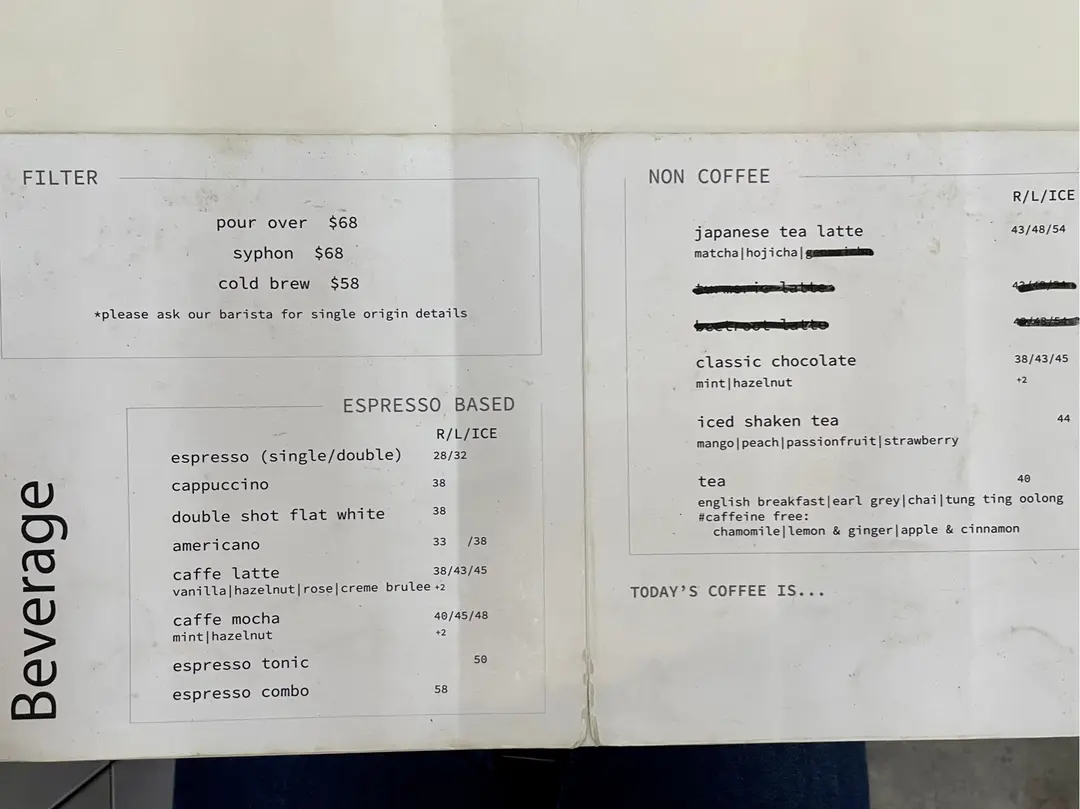 Beverage
FILTER
pour over $68
syphon $68
cold brew $58
*please ask our barista for single origin details
ESPRESSO BASED
R/L/ICE
espresso (single/double) 28/32
cappuccino 38
double shot flat white 38
americano 33 /38
caffe latte 38/43/45
vanilla|hazelnut|rose|creme brulee +2
caffe mocha 40/45/48
mint|hazelnut +2
espresso tonic 50
espresso combo 58
NON COFFEE
R/L/ICE
japanese tea latte 43/48/54
matcha|hojicha|
turmeric latte
beetroot latte
classic chocolate 38/43/45
mint|hazelnut +2
iced shaken tea 44
mango|peach|passionfruit|strawberry
tea 40
english breakfast|earl grey|chai|tung ting oolong
#caffeine free:
chamomile|lemon & ginger|apple & cinnamon
TODAY'S COFFEE IS...